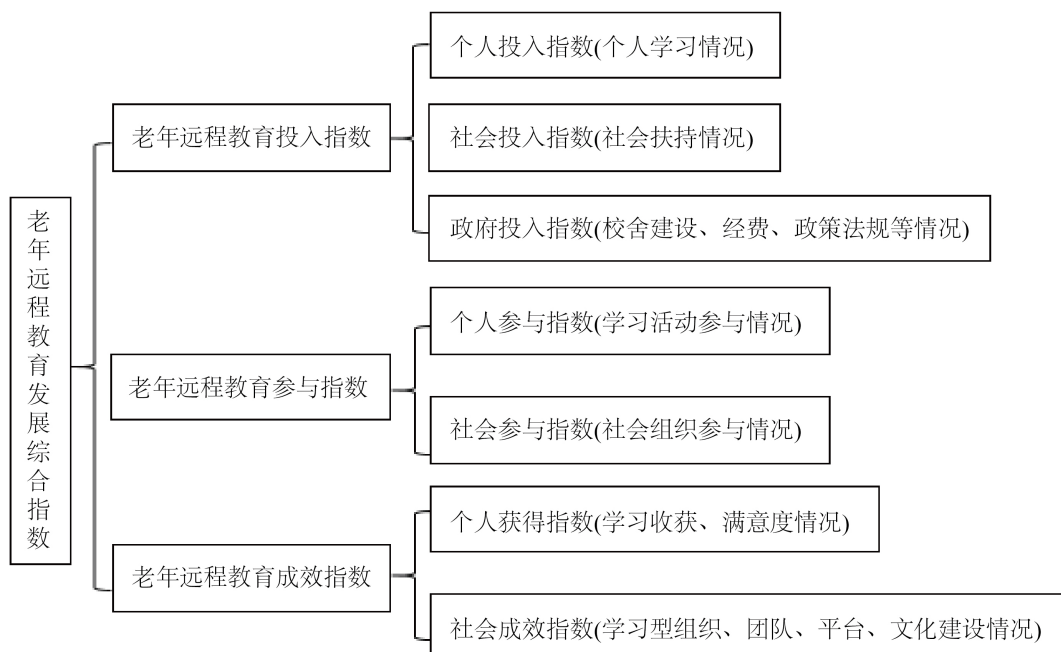 老年远程教育发展综合指数
老年远程教育投入指数
个人投入指数(个人学习情况)
社会投入指数(社会扶持情况)
政府投入指数(校舍建设、经费、政策法规等情况)
老年远程教育参与指数
个人参与指数(学习活动参与情况)
社会参与指数(社会组织参与情况)
老年远程教育成效指数
个人获得指数(学习收获、满意度情况)
社会成效指数(学习型组织、团队、平台、文化建设情况)